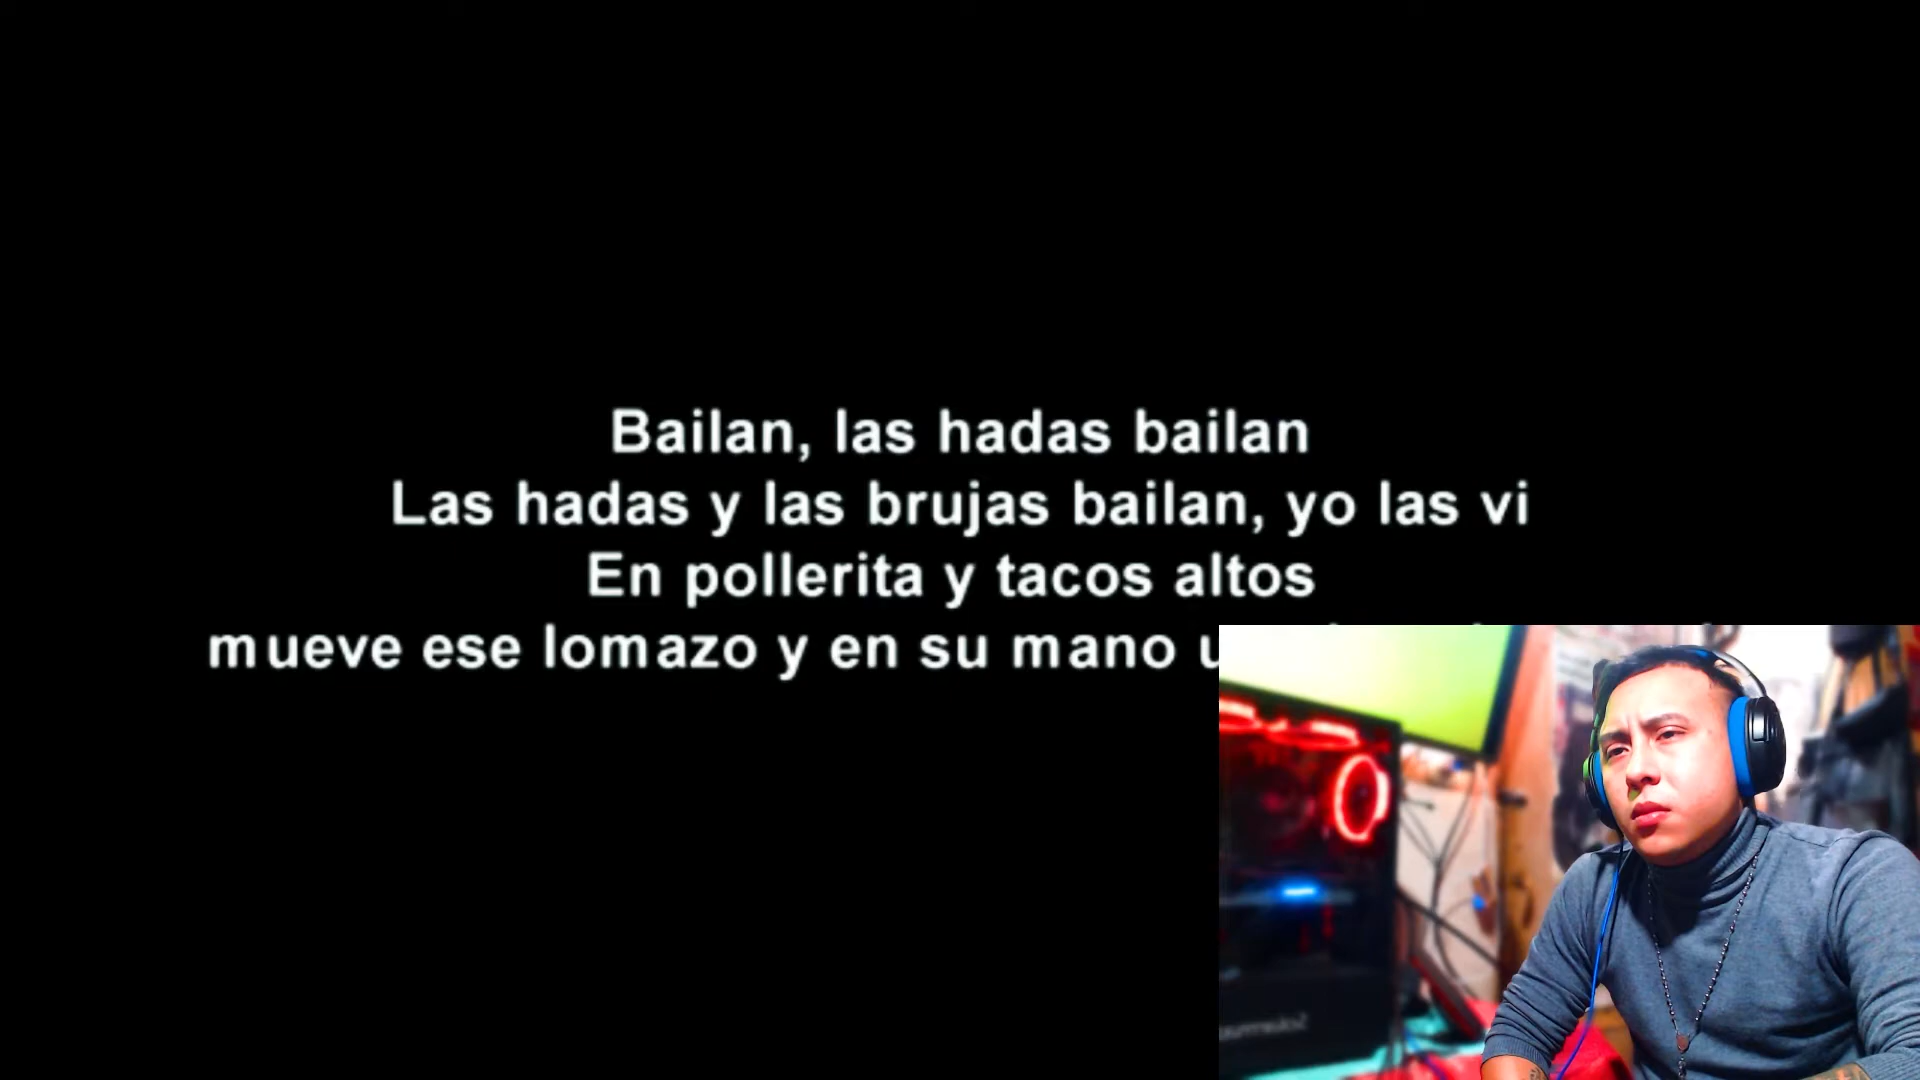 Bailan, las hadas bailan
Las hadas y las brujas bailan, yo las vi
En pollerita y tacos altos
mueve ese lomazo y en su mano